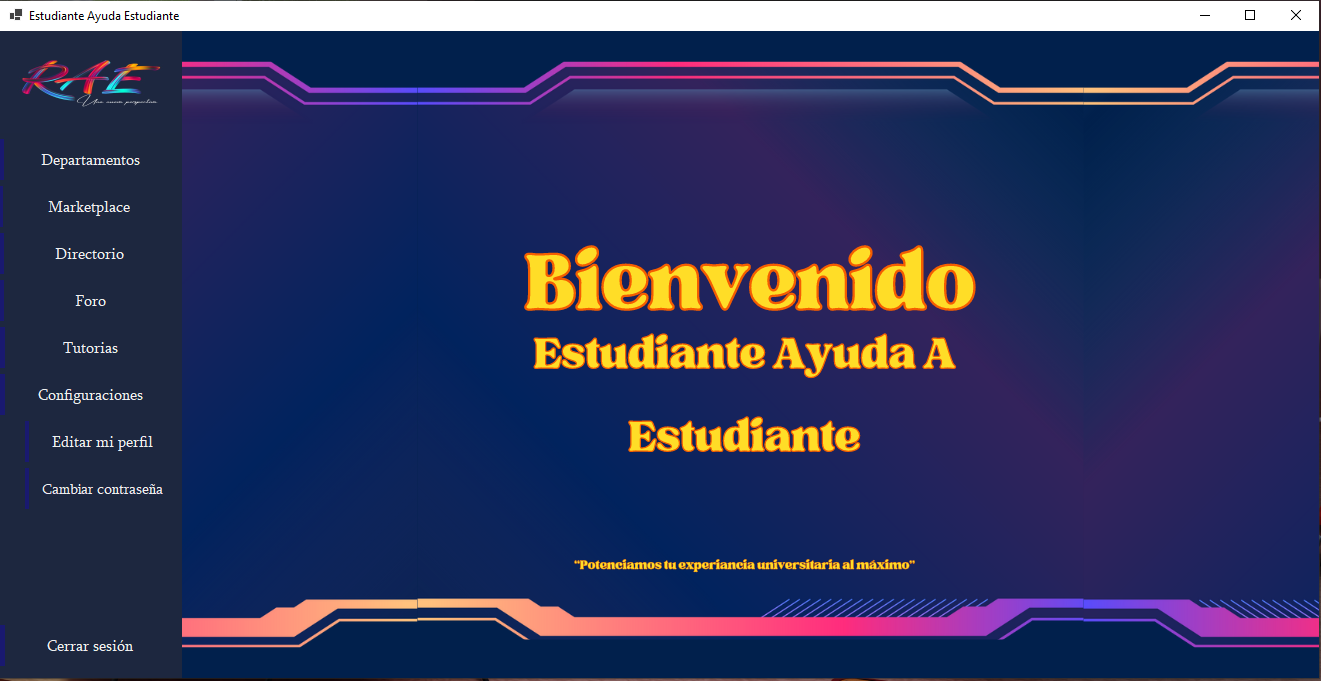 Estudiante Ayuda Estudiante
RAE
Una nueva perspectiva
Departamentos
Marketplace
Directorio
Foro
Tutorias
Configuraciones
Editar mi perfil
Cambiar contraseña
Cerrar sesión
Bienvenido
Estudiante Ayuda A
Estudiante
"Potenciamos tu experiancia universitaria al máximo"